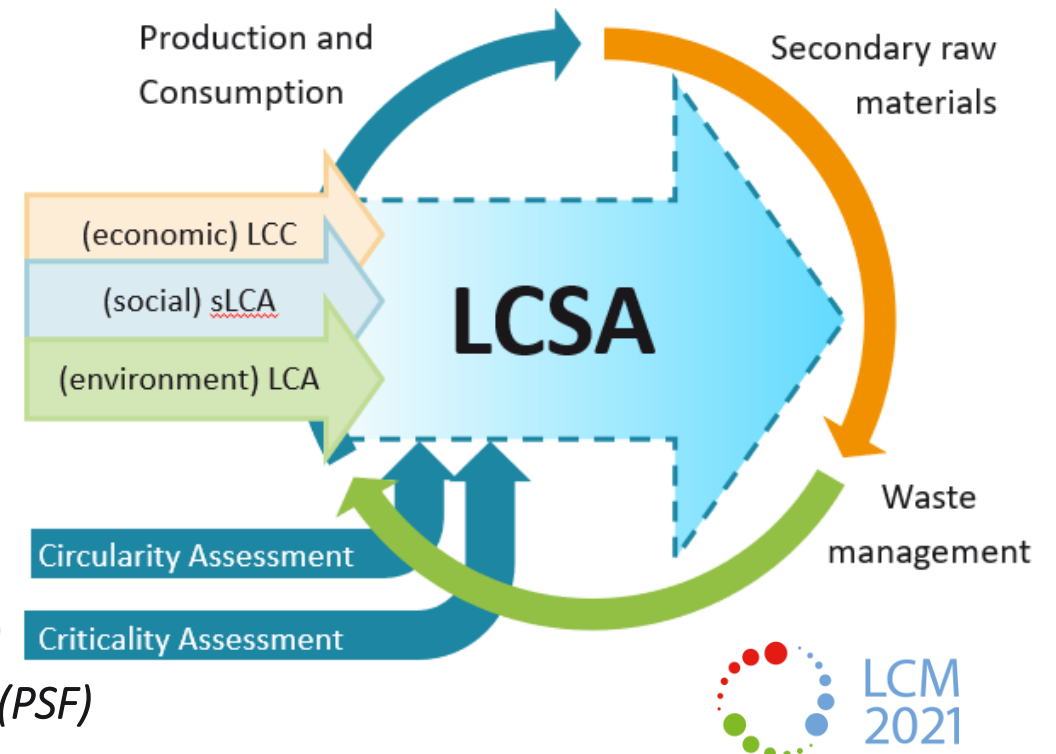 Production and
Consumption
Secondary raw
materials
(economic) LCC
(social) sLCA
(environment) LCA
LCSA
Waste
management
Circularity Assessment
Criticality Assessment
(PSF)
LCM
2021